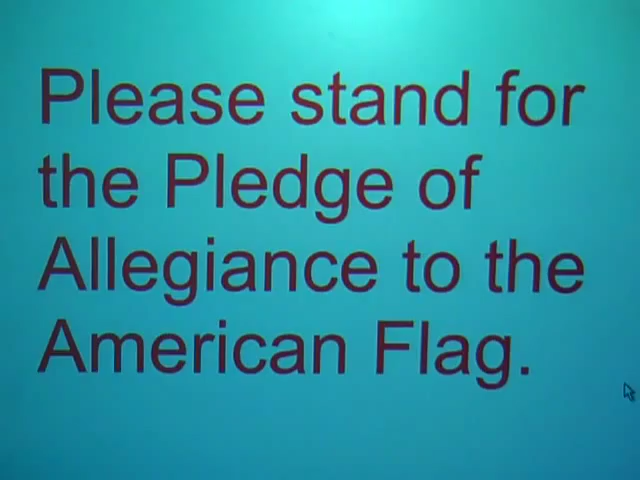 Please stand for
the Pledge of
Allegiance to the
American Flag.